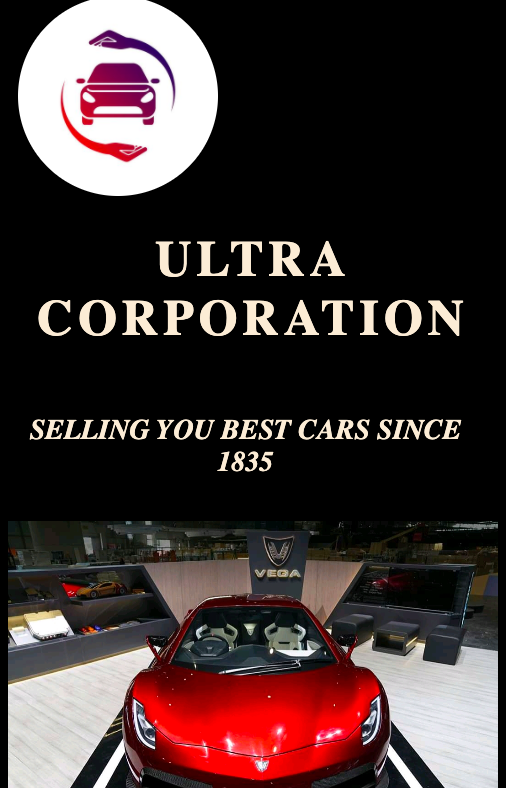 ULTRA
CORPORATION
SELLING YOU BEST CARS SINCE
1835
VEGA